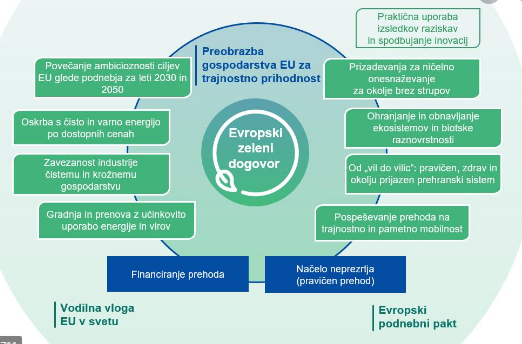 Praktična uporaba
izsledkov raziskav
in spodbujanje inovacij
Preobrazba
gospodarstva EU za
trajnostno prihodnost
Povečanje ambicioznosti ciljev
EU glede podnebja za leti 2030 in
2050
Prizadevanja za ničelno
onesnaževanje
za okolje brez strupov
Oskrba s čisto in varno energijo
po dostopnih cenah
Ohranjanje in obnavljanje
ekosistemov in biotske
raznovrstnosti
Evropski
zeleni
dogovor
Zavezanost industrije
čistemu in krožnemu
gospodarstvu
Od „vil do vilic”: pravičen, zdrav in
okolju prijazen prehranski sistem
Gradnja in prenova z učinkovito
uporabo energije in virov
Pospeševanje prehoda na
trajnostno in pametno mobilnost
Financiranje prehoda
Načelo neprezrtja
(pravičen prehod)
Vodilna vloga
EU v svetu
Evropski
podnebni pakt